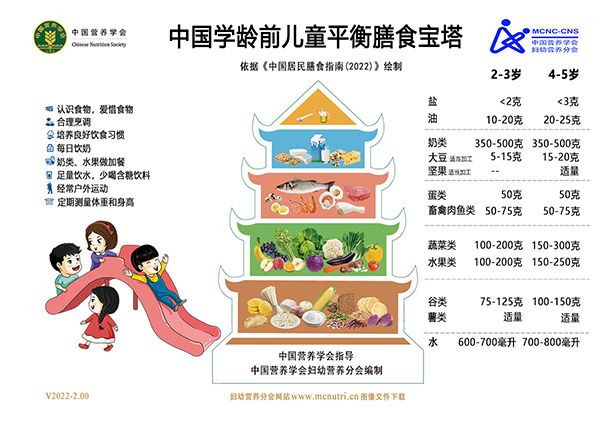 中国营养学会
Chinese Nutrition Society
中国学龄前儿童平衡膳食宝塔
依据《中国居民膳食指南(2022)》绘制
MCNC-CNS
中国营养学会
妇幼营养分会
认识食物，爱惜食物
合理烹调
培养良好饮食习惯
每日饮奶
奶类、水果做加餐
足量饮水，少喝含糖饮料
经常户外运动
定期测量体重和身高
2-3岁 4-5岁
盐 <2克 <3克
油 10-20克 20-25克
奶类 350-500克 350-500克
大豆 适当加工 5-15克 15-20克
坚果 适当加工 -- 适量
蛋类 50克 50克
畜禽肉鱼类 50-75克 50-75克
蔬菜类 100-200克 150-300克
水果类 100-200克 150-250克
谷类 75-125克 100-150克
薯类 适量 适量
水 600-700毫升 700-800毫升
中国营养学会指导
中国营养学会妇幼营养分会编制
V2022-2.00
妇幼营养分会网站 www.mcnutri.cn 图像文件下载